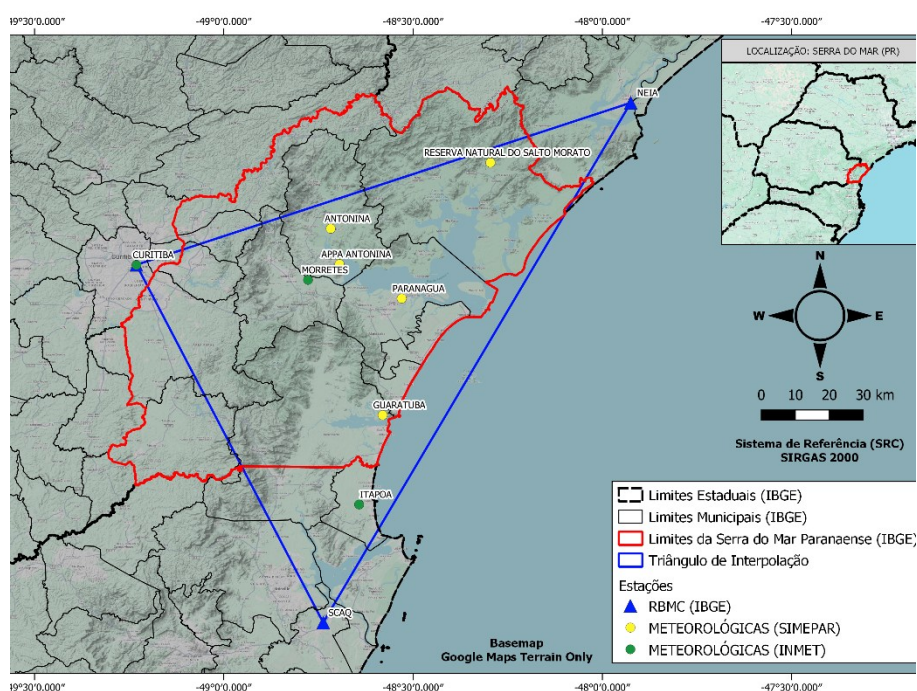 -49°30'0.000" -49°0'0.000" -48°30'0.000" -48°0'0.000" -47°30'0.000"
LOCALIZAÇÃO: SERRA DO MAR (PR)
NEIA
RESERVA NATURAL DO SALTO MORATO
ANTONINA
CURITIBA
APPA ANTONINA
MORRETES
PARANAGUA
N
W E
S
GUARATUBA
0 10 20 30 km
Sistema de Referência (SRC)
SIRGAS 2000
ITAPOA
SCAQ
Limites Estaduais (IBGE)
Limites Municipais (IBGE)
Limites da Serra do Mar Paranaense (IBGE)
Triângulo de Interpolação
Estações
RBMC (IBGE)
METEOROLÓGICAS (SIMEPAR)
METEOROLÓGICAS (INMET)
Basemap
Google Maps Terrain Only
-49°0'0.000" -48°30'0.000" -48°0'0.000" -47°30'0.000"